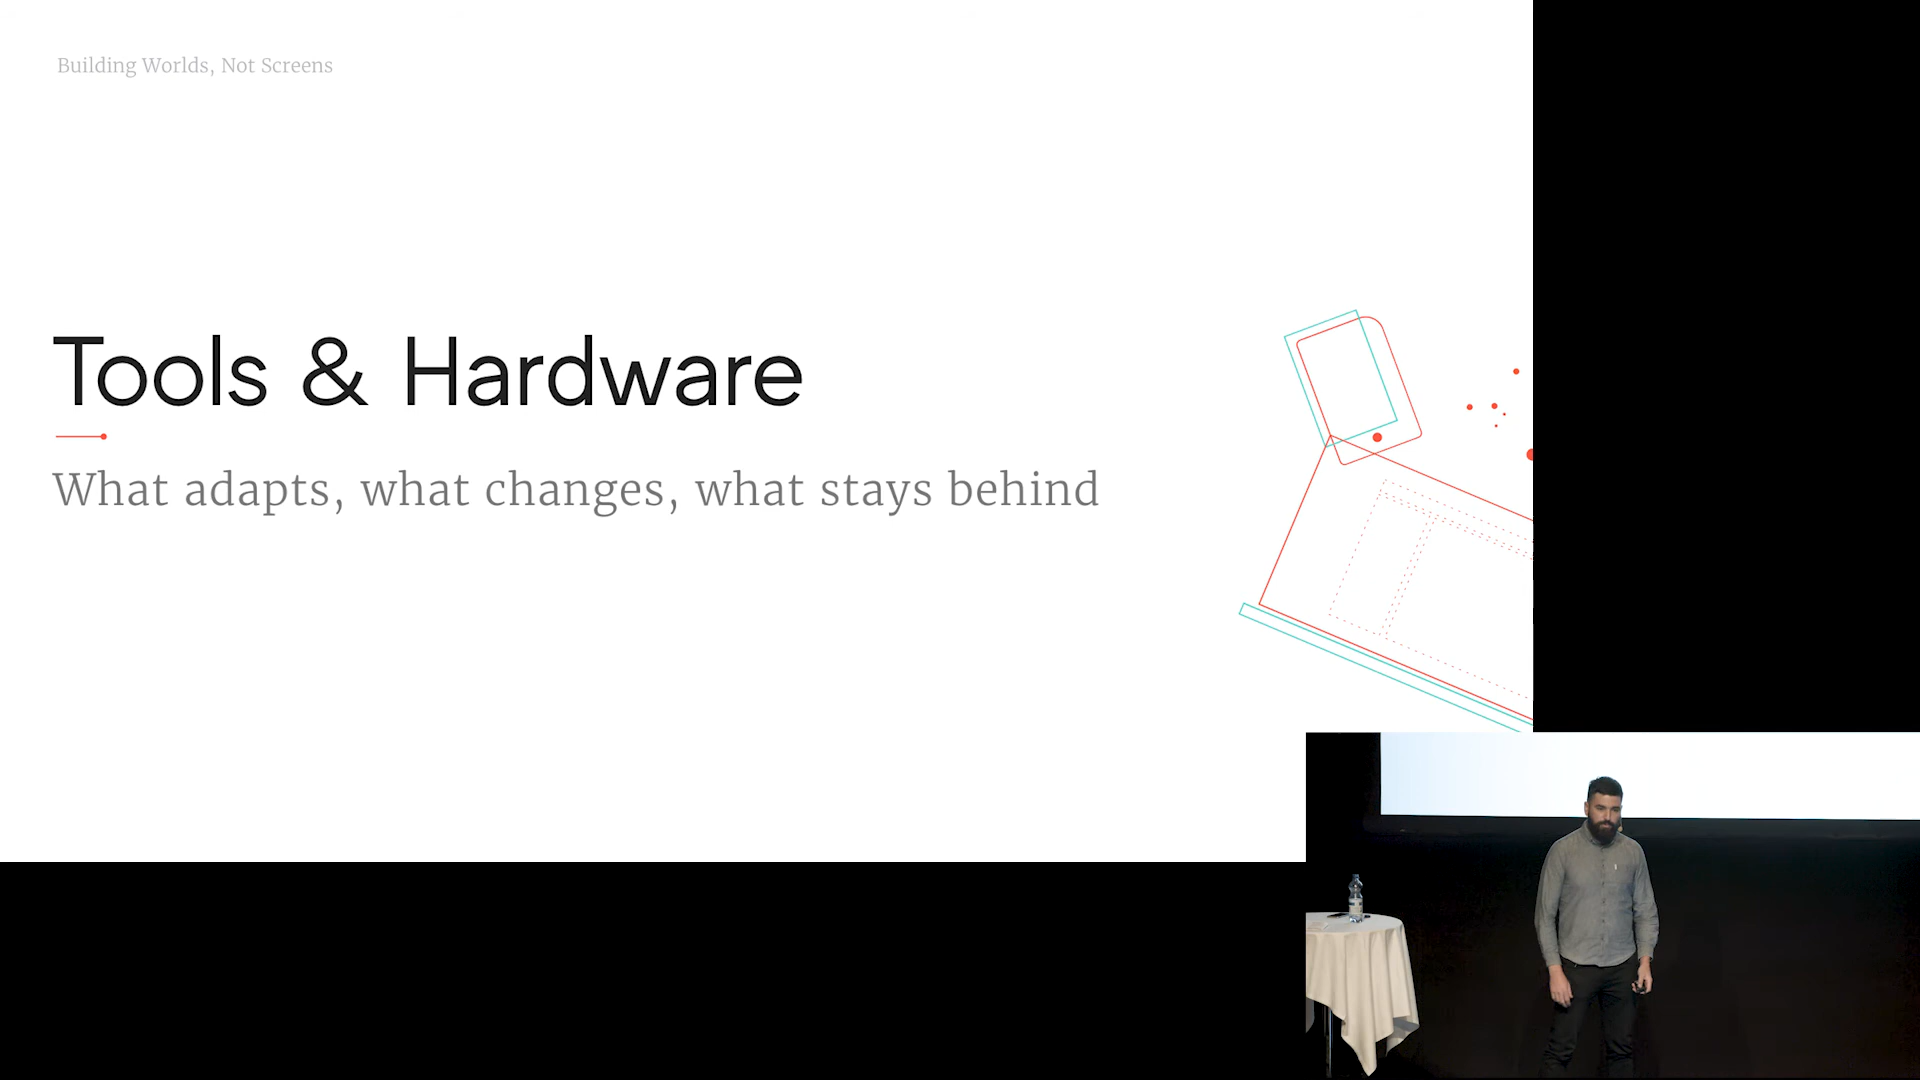 Building Worlds, Not Screens
Tools & Hardware
What adapts, what changes, what stays behind